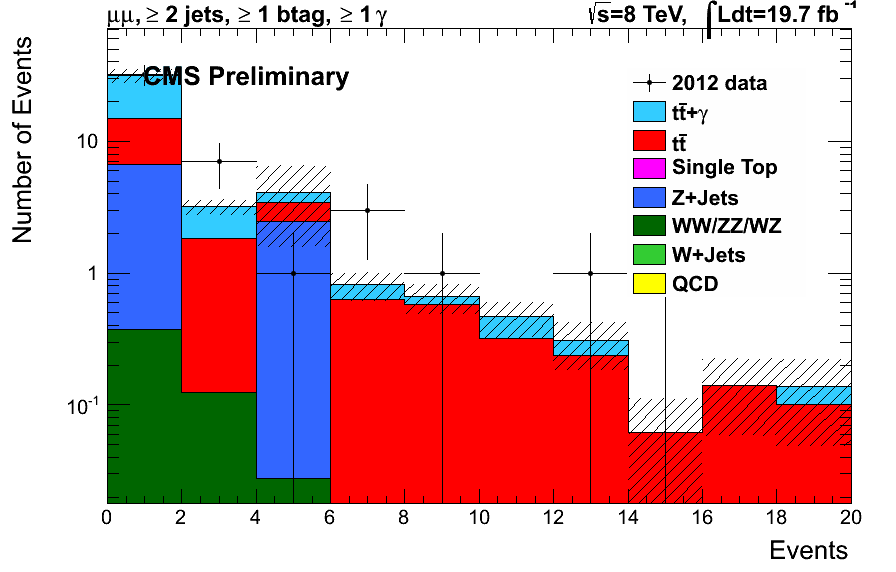 μμ, ≥ 2 jets, ≥ 1 btag, ≥ 1 γ
√s=8 TeV, ∫Ldt=19.7 fb⁻¹
CMS Preliminary
2012 data
tt̄+γ
tt̄
Single Top
Z+Jets
WW/ZZ/WZ
W+Jets
QCD
Number of Events
10
1
10⁻¹
0 2 4 6 8 10 12 14 16 18 20
Events